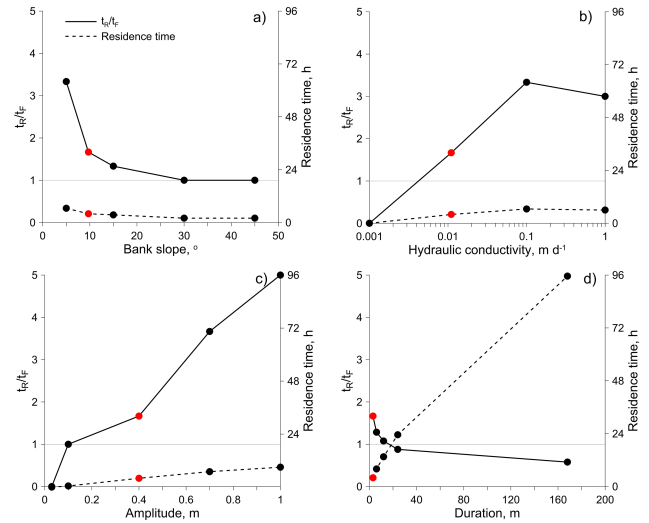 5
4
3
2
1
0
tR/tF
96
72
48
24
0
Residence time, h
a)
tR/tF
Residence time
0 10 20 30 40 50
Bank slope, º
5
4
3
2
1
0
tR/tF
96
72
48
24
0
Residence time, h
b)
0.001 0.01 0.1 1
Hydraulic conductivity, m d-1
5
4
3
2
1
0
tR/tF
96
72
48
24
0
Residence time, h
c)
0 0.2 0.4 0.6 0.8 1
Amplitude, m
5
4
3
2
1
0
tR/tF
96
72
48
24
0
Residence time, h
d)
0 40 80 120 160 200
Duration, m